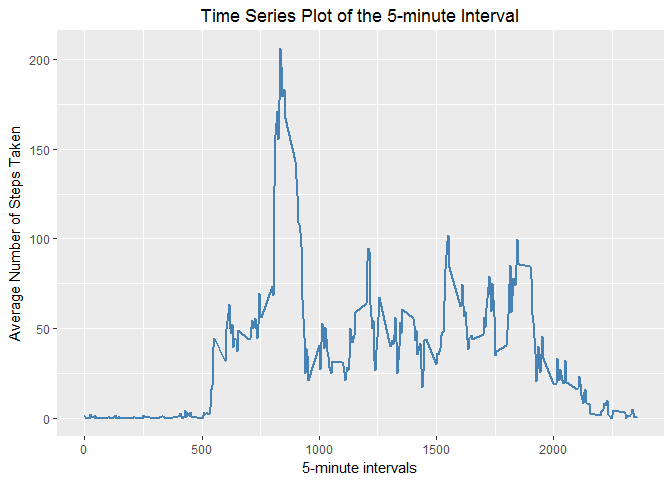 Time Series Plot of the 5-minute Interval
Average Number of Steps Taken
200
150
100
50
0
0 500 1000 1500 2000
5-minute intervals